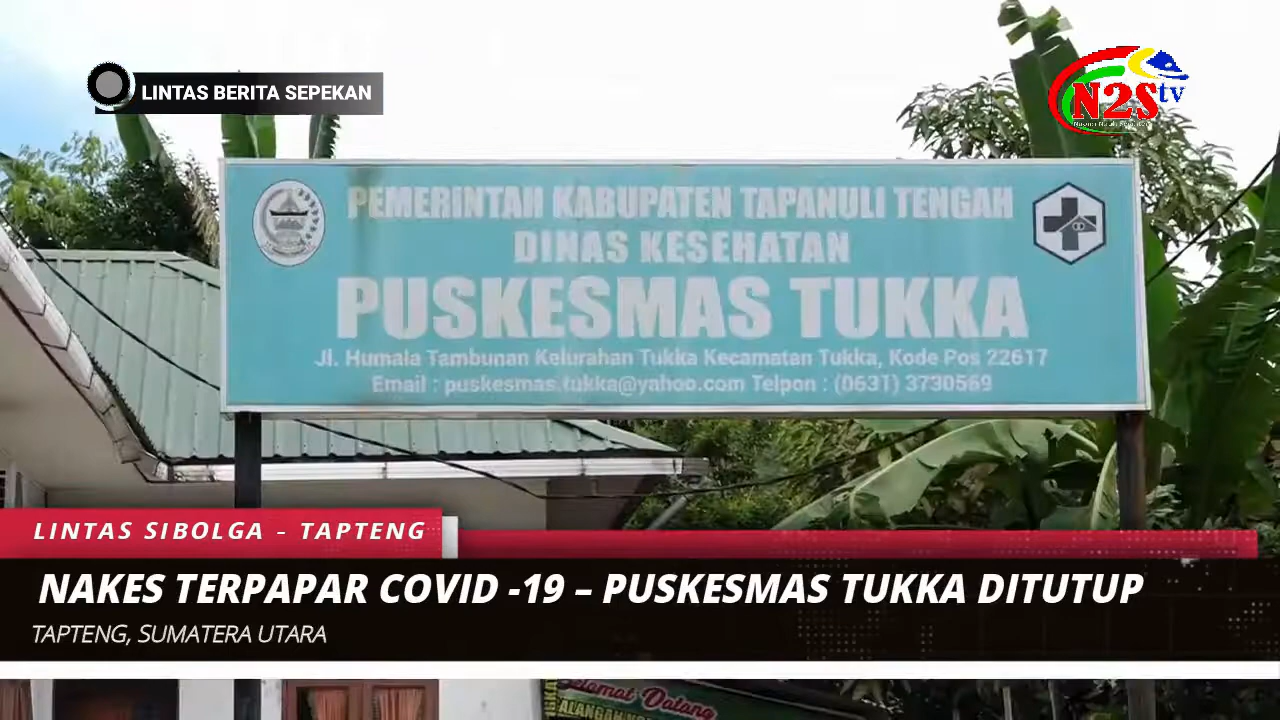 LINTAS BERITA SEPEKAN
N2S tv
PEMERINTAH KABUPATEN TAPANULI TENGAH
DINAS KESEHATAN
PUSKESMAS TUKKA
Jl. Humala Tambunan Kelurahan Tukka Kecamatan Tukka, Kode Pos 22617
Email : puskesmas.tukka@yahoo.com Telpon : (0631) 3730569
LINTAS SIBOLGA - TAPTENG
NAKES TERPAPAR COVID -19 – PUSKESMAS TUKKA DITUTUP
TAPTENG, SUMATERA UTARA
Selamat Datang